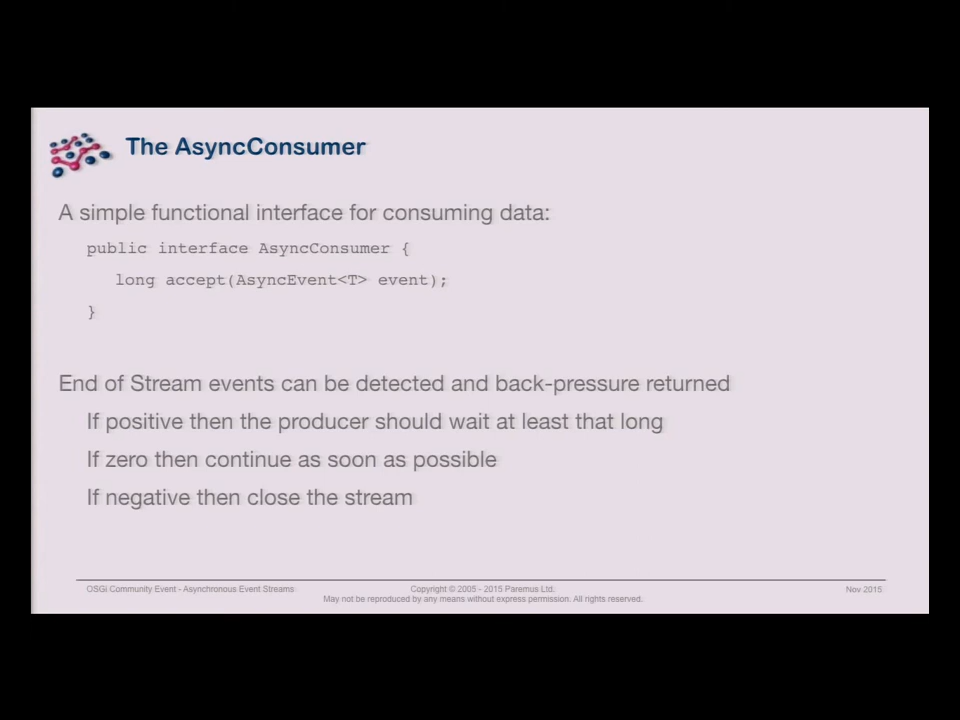 The AsyncConsumer
A simple functional interface for consuming data:
public interface AsyncConsumer {
long accept(AsyncEvent<T> event);
}
End of Stream events can be detected and back-pressure returned
If positive then the producer should wait at least that long
If zero then continue as soon as possible
If negative then close the stream
OSGi Community Event - Asynchronous Event Streams
Copyright © 2005 - 2015 Paremus Ltd.
May not be reproduced by any means without express permission. All rights reserved.
Nov 2015